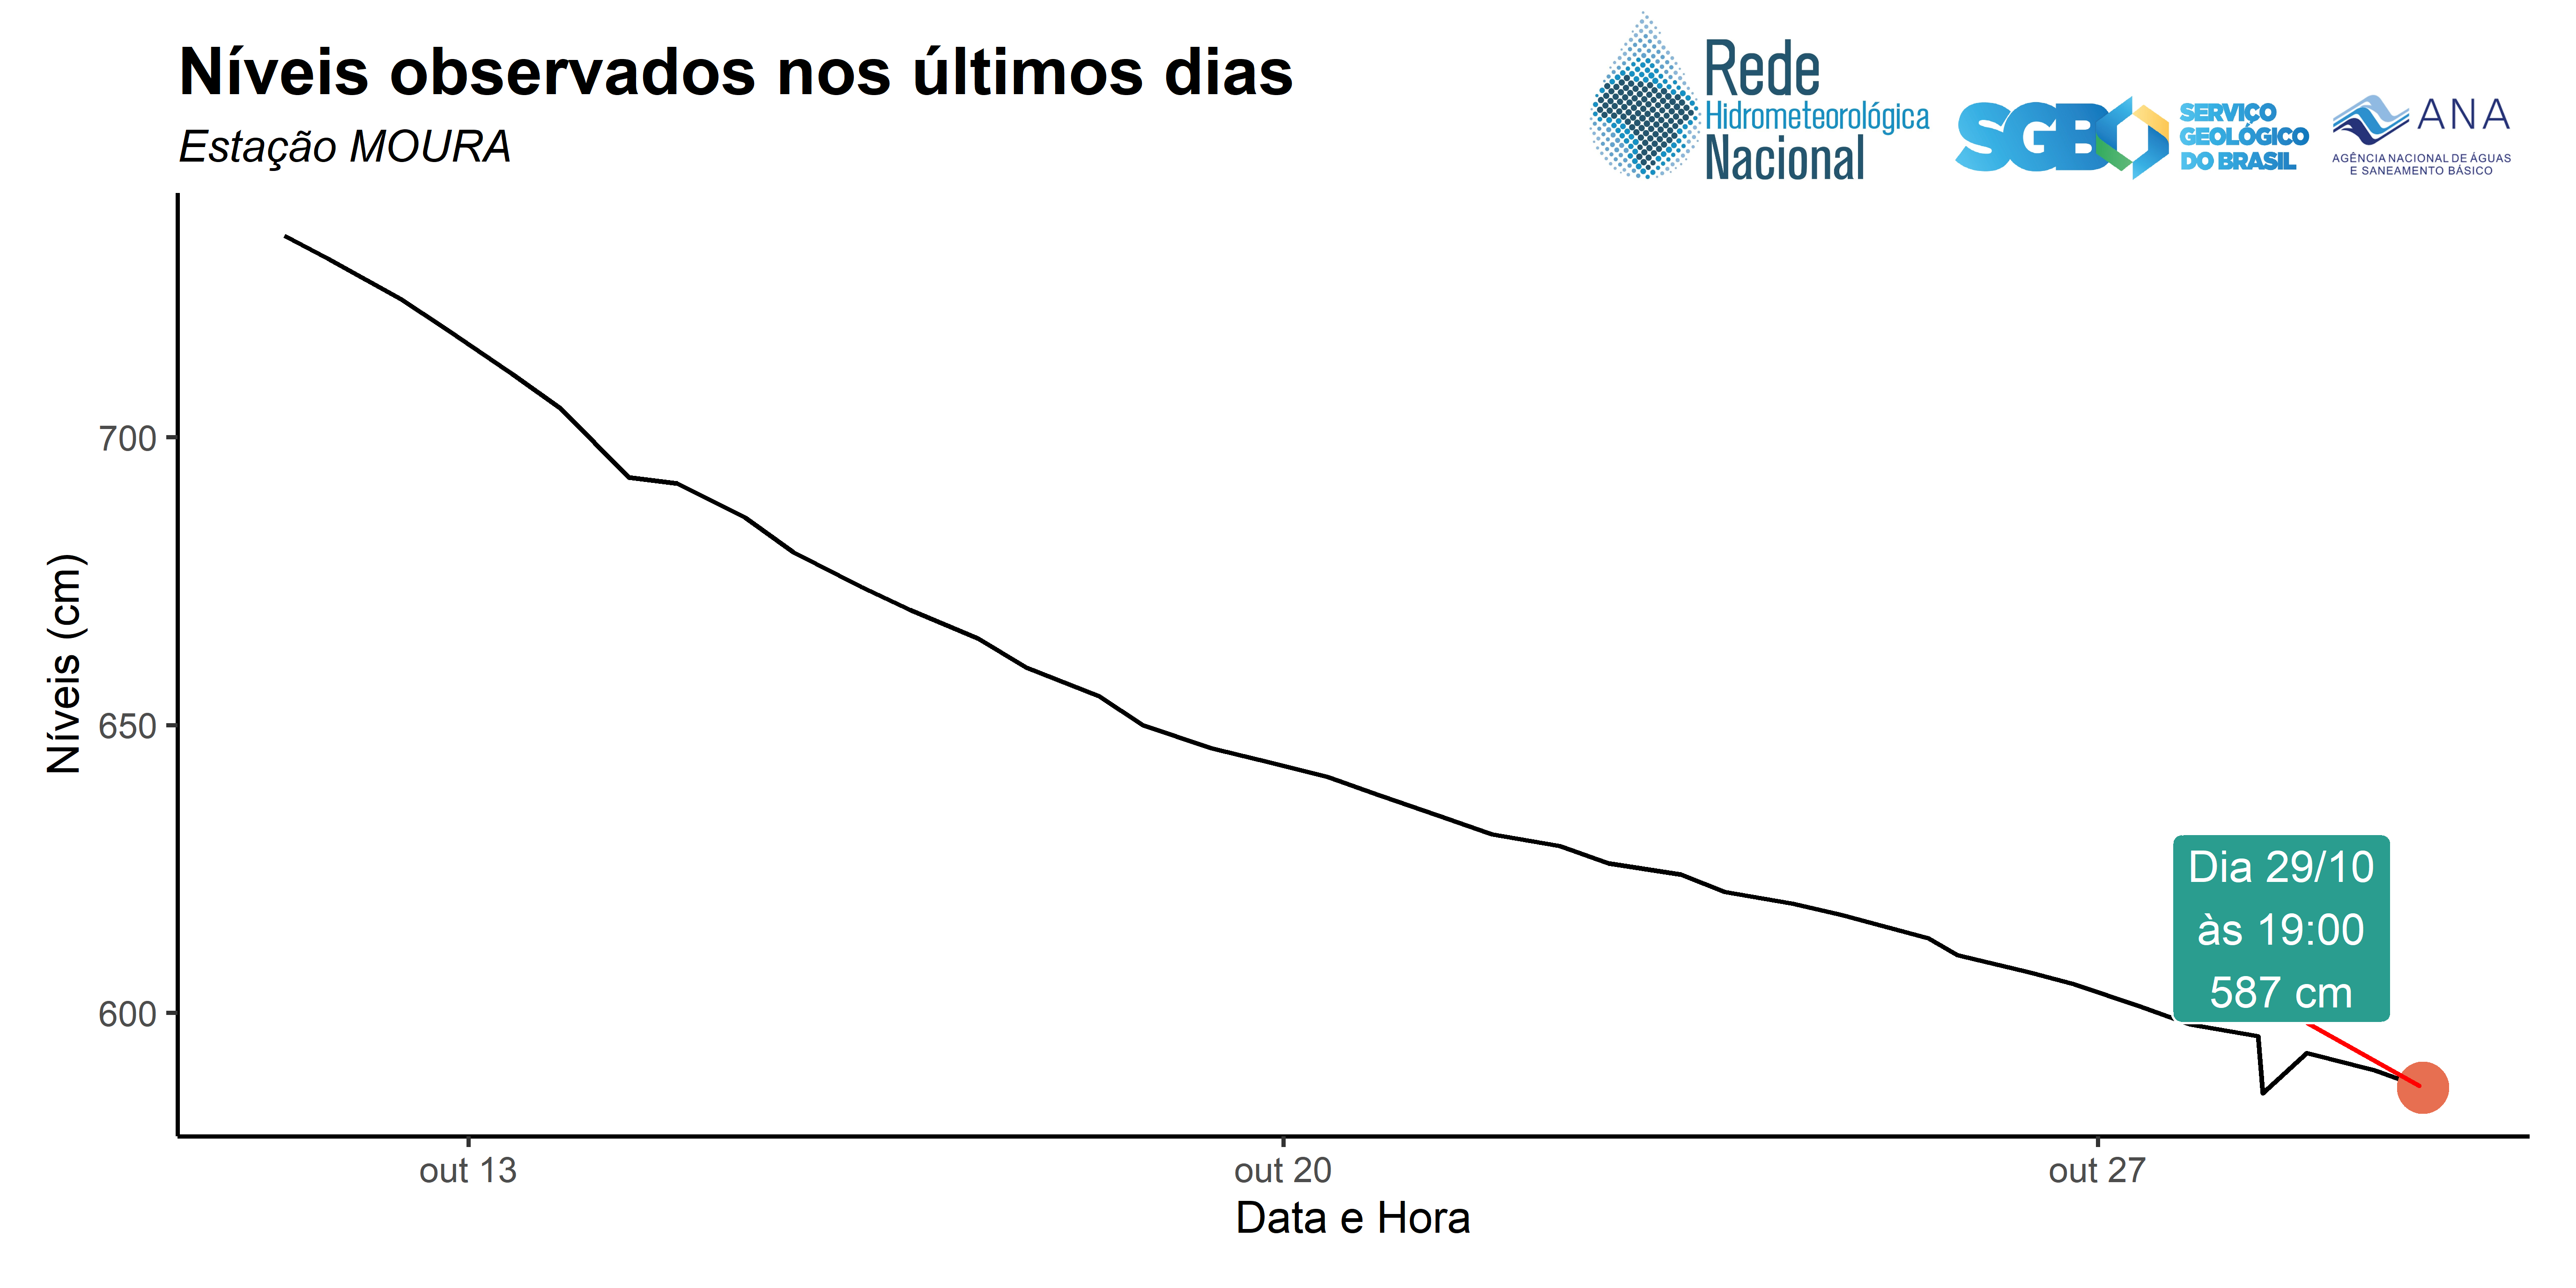 Níveis observados nos últimos dias
Estação MOURA
Rede
Hidrometeorológica
Nacional
SGB
SERVIÇO
GEOLÓGICO
DO BRASIL
ANA
AGÊNCIA NACIONAL DE ÁGUAS
E SANEAMENTO BÁSICO
Níveis (cm)
700
650
600
Dia 29/10
às 19:00
587 cm
out 13
out 20
out 27
Data e Hora